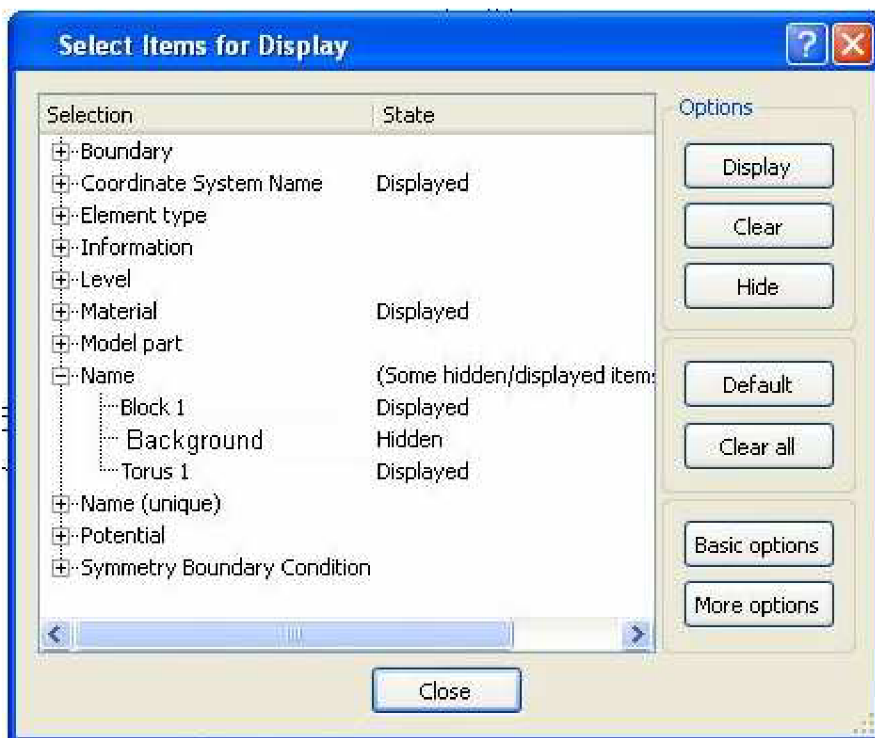 Select Items for Display
Selection State
Boundary
Coordinate System Name Displayed
Element type
Information
Level
Material Displayed
Model part
Name (Some hidden/displayed item
Block 1 Displayed
Background Hidden
Torus 1 Displayed
Name (unique)
Potential
Symmetry Boundary Condition
Options
Display
Clear
Hide
Default
Clear all
Basic options
More options
Close